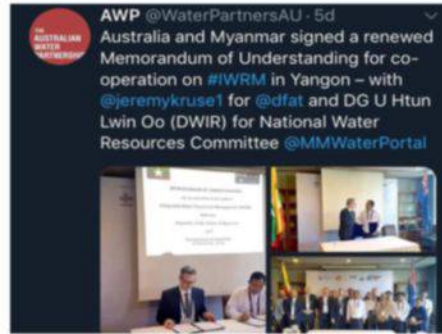 AWP @WaterPartnersAU · 5d
THE
AUSTRALIAN
WATER
PARTNERSHIP
Australia and Myanmar signed a renewed
Memorandum of Understanding for co-
operation on #IWRM in Yangon – with
@jeremykruse1 for @dfat and DG U Htun
Lwin Oo (DWIR) for National Water
Resources Committee @MMWaterPortal